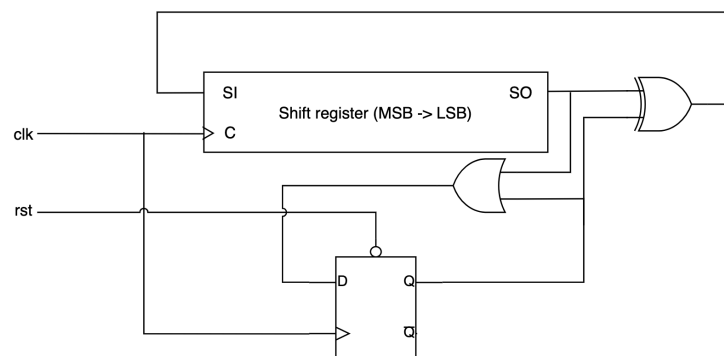 SI
SO
Shift register (MSB -> LSB)
clk
C
rst
D
Q
Q̅